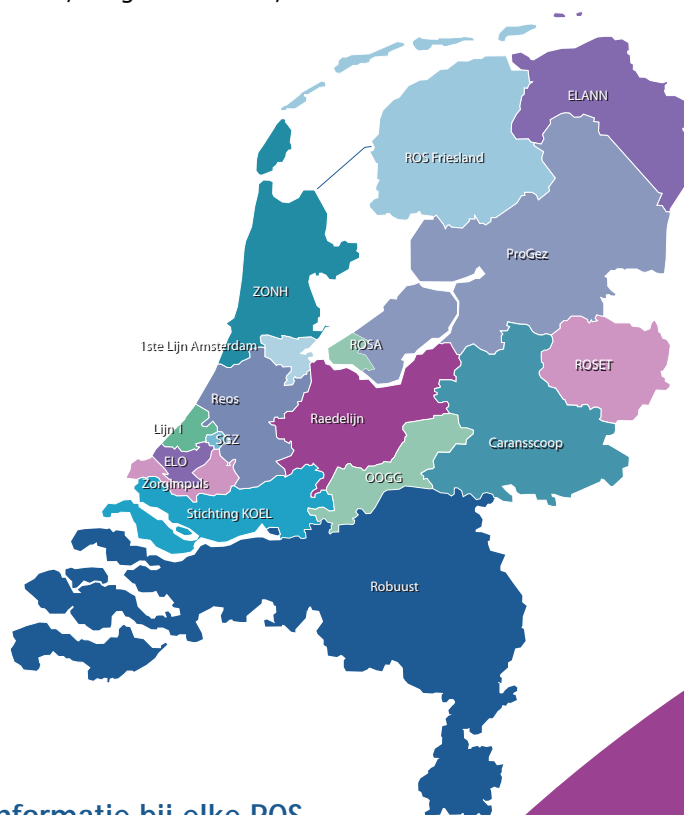 ELANN
ROS Friesland
ProGez
ZONH
1ste Lijn Amsterdam
ROSA
ROSET
Reos
Raedelijn
Lijn 1
SGZ
Caransscoop
ELO
OOGG
Zorgimpuls
Stichting KOEL
Robuust
nformatie bij elke ROS